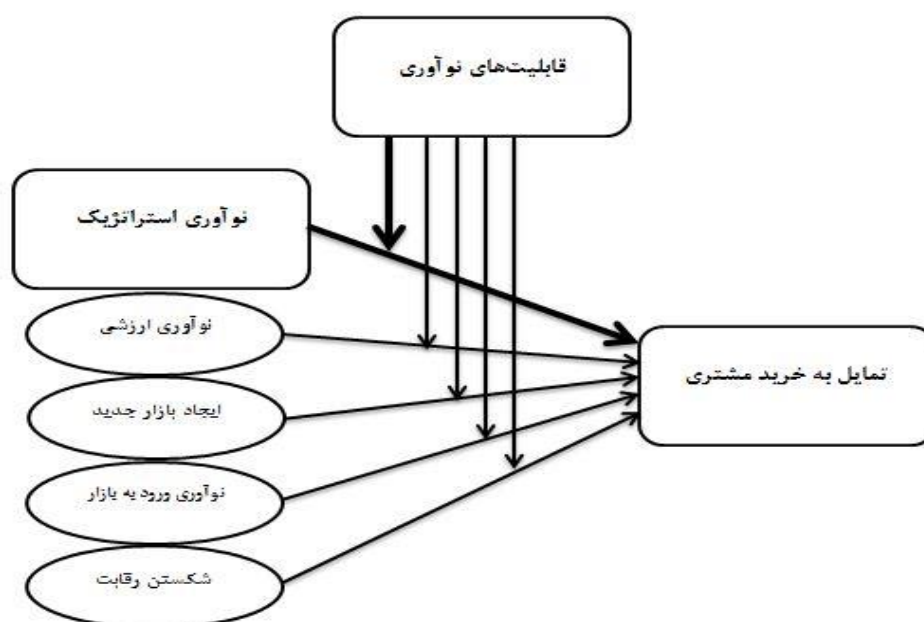 قابلیت‌های نوآوری
نوآوری استراتژیک
نوآوری ارزشی
تمایل به خرید مشتری
ایجاد بازار جدید
نوآوری ورود به بازار
شکستن رقابت